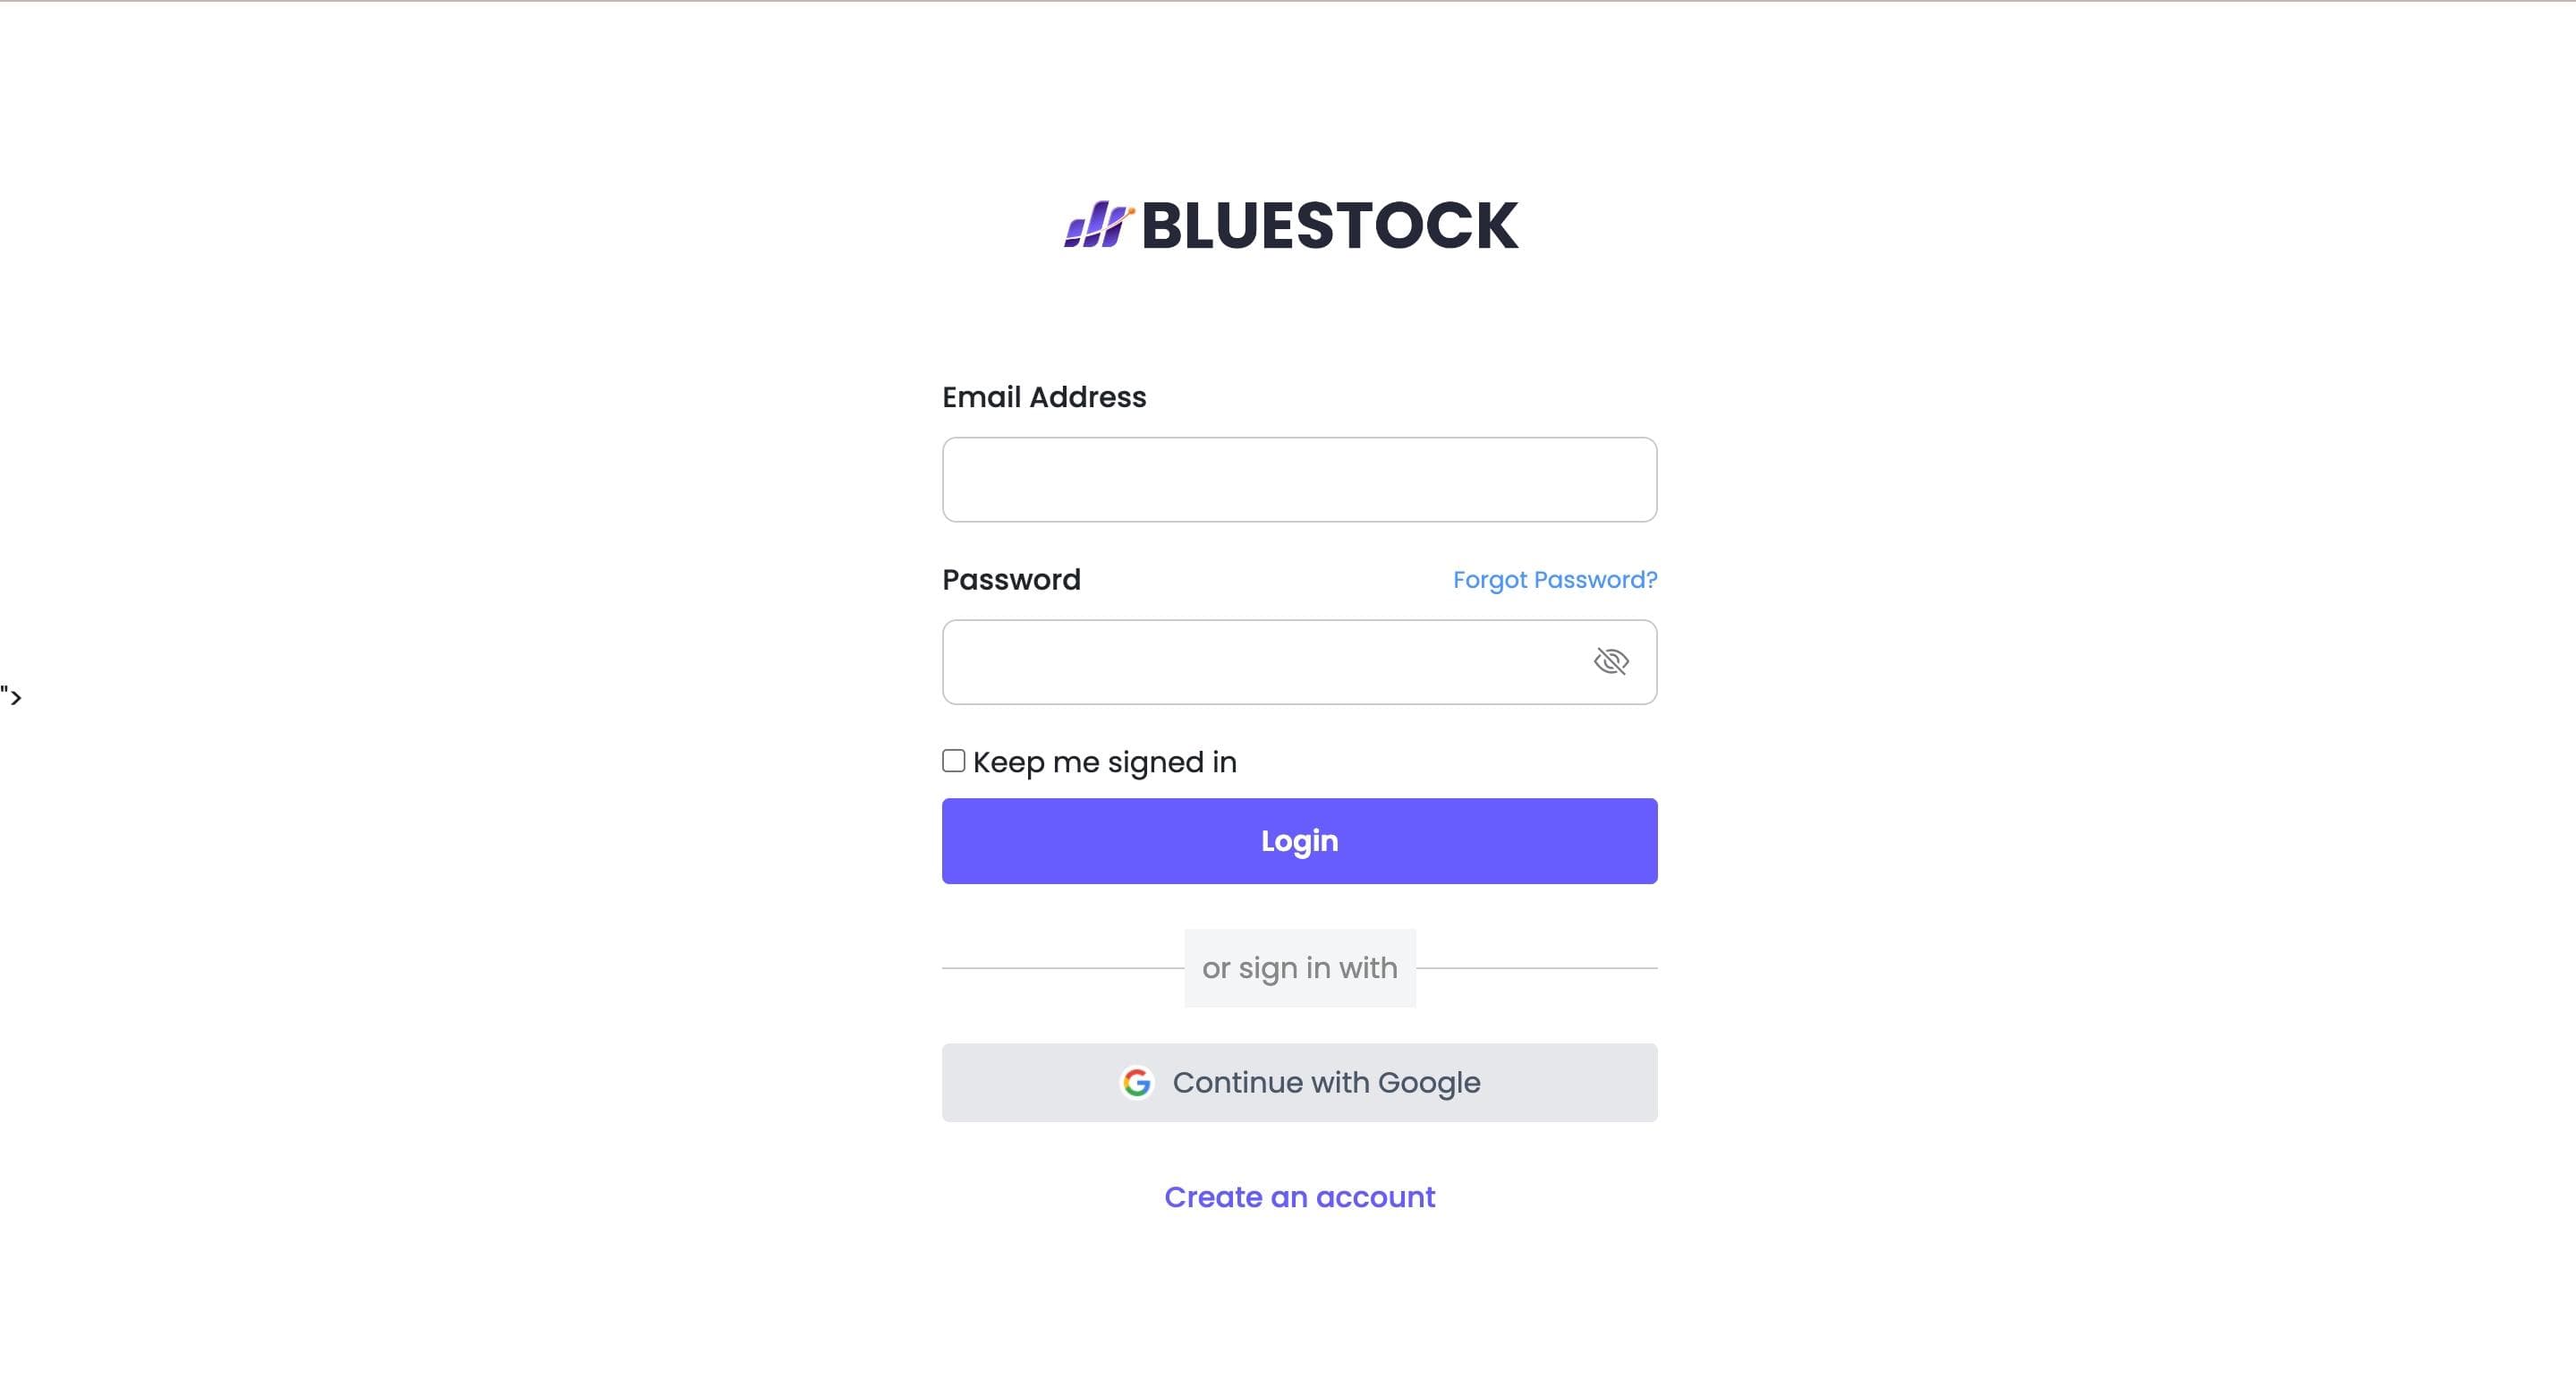 BLUESTOCK
Email Address
Password Forgot Password?
">
Keep me signed in
Login
or sign in with
Continue with Google
Create an account